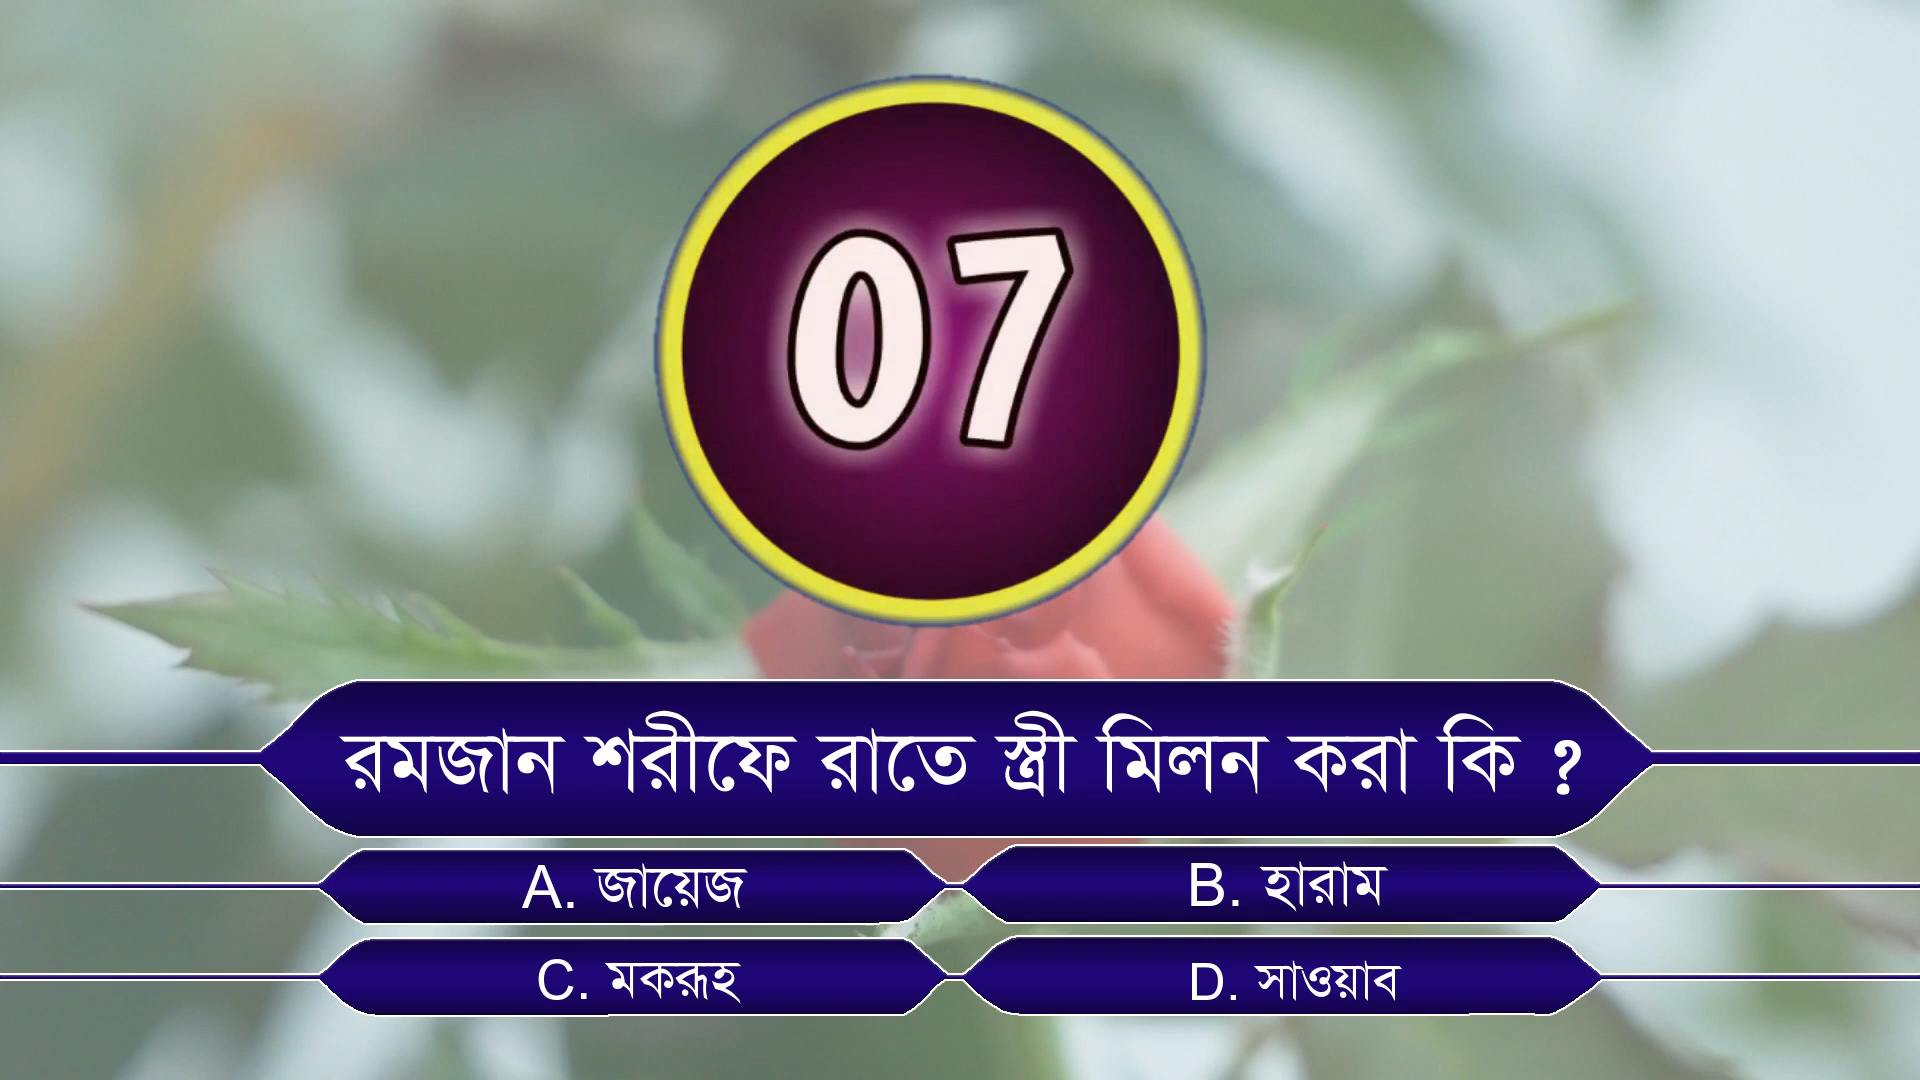 07
রমজান শরীফে রাতে স্ত্রী মিলন করা কি ?
A. জায়েজ
B. হারাম
C. মকরূহ
D. সাওয়াব